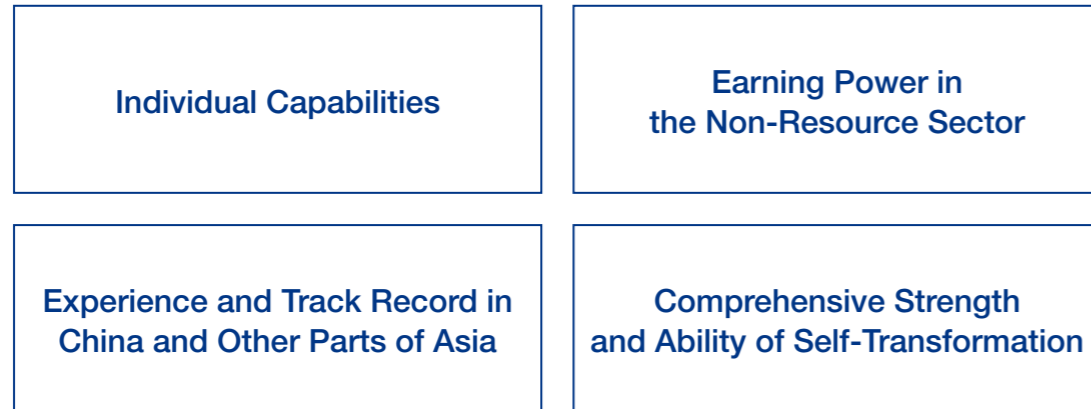 Individual Capabilities
Earning Power in
the Non-Resource Sector
Experience and Track Record in
China and Other Parts of Asia
Comprehensive Strength
and Ability of Self-Transformation